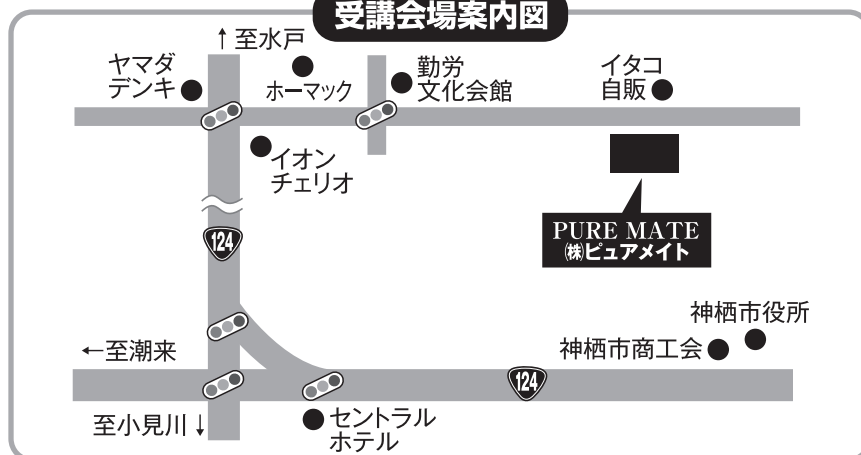 受講会場案内図
↑至水戸
ヤマダ
デンキ
ホーマック
勤労
文化会館
イタコ
自販
イオン
チェリオ
124
PURE MATE
㈱ピュアメイト
神栖市役所
←至潮来
神栖市商工会
124
至小見川↓
セントラル
ホテル